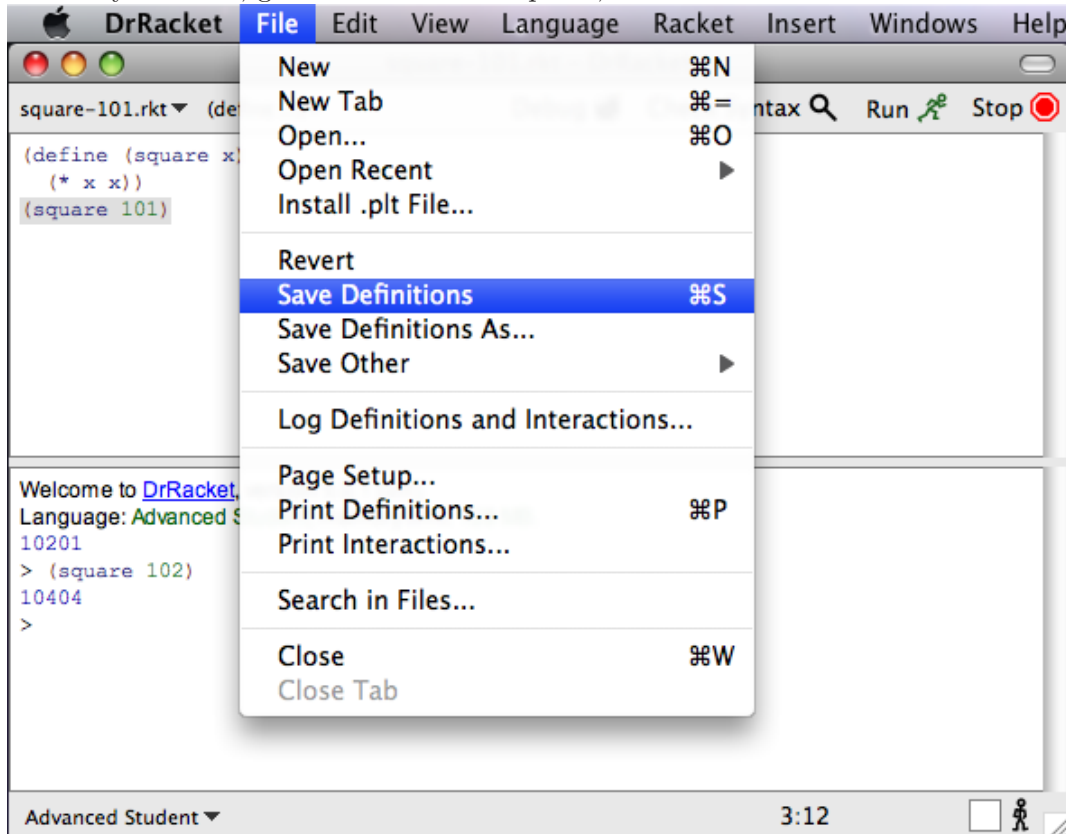 DrRacket File Edit View Language Racket Insert Windows Help
square-101.rkt▼ (de ntax Run Stop
(define (square x)
(* x x))
(square 101)
New ⌘N
New Tab ⌘=
Open... ⌘O
Open Recent ▶
Install .plt File...
Revert
Save Definitions ⌘S
Save Definitions As...
Save Other ▶
Log Definitions and Interactions...
Page Setup...
Print Definitions... ⌘P
Print Interactions...
Search in Files...
Close ⌘W
Close Tab
Welcome to DrRacket,
Language: Advanced S
10201
> (square 102)
10404
>
Advanced Student▼ 3:12